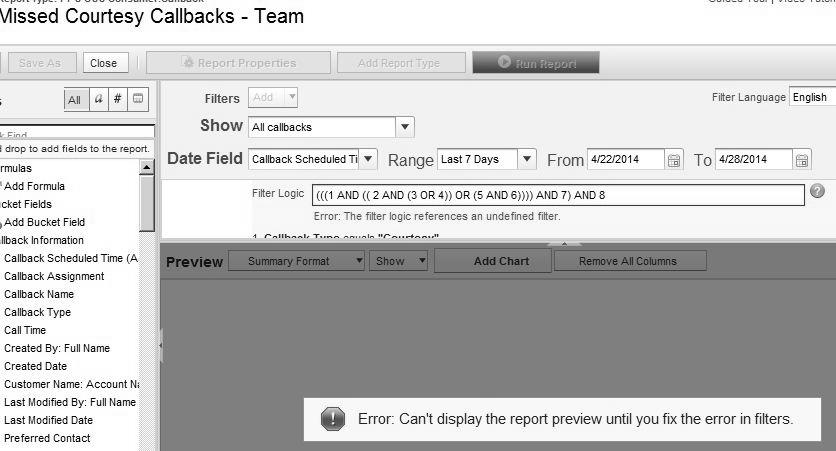 Missed Courtesy Callbacks - Team
Save As Close Report Properties Add Report Type Run Report
All a # Filters Add Filter Language English
Show All callbacks
drop to add fields to the report.
Date Field Callback Scheduled Ti Range Last 7 Days From 4/22/2014 To 4/28/2014
Add Formula
Filter Logic (((1 AND (( 2 AND (3 OR 4)) OR (5 AND 6)))) AND 7) AND 8
cket Fields
Error: The filter logic references an undefined filter.
Add Bucket Field
1. Callback Type equals "Courtesy"
llback Information
Callback Scheduled Time (A
Preview Summary Format Show Add Chart Remove All Columns
Callback Assignment
Callback Name
Callback Type
Call Time
Created By: Full Name
Created Date
Customer Name: Account Na
Last Modified By: Full Name
Last Modified Date
Preferred Contact
Error: Can't display the report preview until you fix the error in filters.